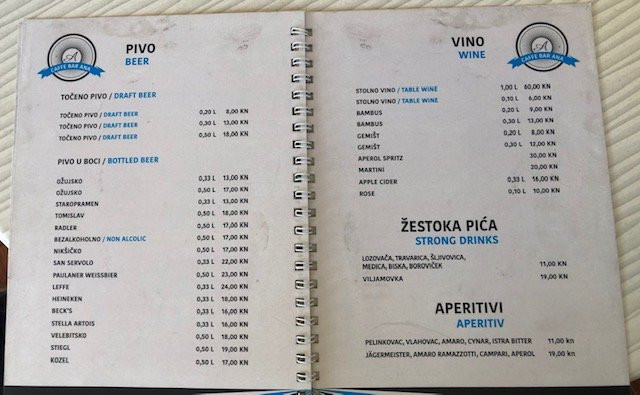 A
CAFFE BAR ANA
PIVO
BEER
TOČENO PIVO / DRAFT BEER
TOČENO PIVO / DRAFT BEER 0,20 L 8,00 KN
TOČENO PIVO / DRAFT BEER 0,30 L 13,00 KN
TOČENO PIVO / DRAFT BEER 0,50 L 18,00 KN
PIVO U BOCI / BOTTLED BEER
OŽUJSKO 0,33 L 13,00 KN
OŽUJSKO 0,50 L 17,00 KN
STAROPRAMEN 0,33 L 13,00 KN
TOMISLAV 0,50 L 18,00 KN
RADLER 0,50 L 17,00 KN
BEZALKOHOLNO / NON ALCOLIC 0,50 L 17,00 KN
NIKŠIČKO 0,50 L 17,00 KN
SAN SERVOLO 0,33 L 22,00 KN
PAULANER WEISSBIER 0,50 L 23,00 KN
LEFFE 0,33 L 24,00 KN
HEINEKEN 0,33 L 18,00 KN
BECK'S 0,33 L 16,00 KN
STELLA ARTOIS 0,33 L 16,00 KN
VELEBITSKO 0,50 L 18,00 KN
STIEGL 0,50 L 19,00 KN
KOZEL 0,50 L 17,00 KN
VINO
WINE
A
CAFFE BAR ANA
STOLNO VINO / TABLE WINE 1,00 L 60,00 KN
STOLNO VINO / TABLE WINE 0,10 L 6,00 KN
BAMBUS 0,20 L 9,00 KN
BAMBUS 0,30 L 13,00 KN
GEMIŠT 0,20 L 8,00 KN
GEMIŠT 0,30 L 12,00 KN
APEROL SPRITZ 30,00 KN
MARTINI 20,00 KN
APPLE CIDER 0,33 L 16,00 KN
ROSE 0,10 L 10,00 KN
ŽESTOKA PIĆA
STRONG DRINKS
LOZOVAČA, TRAVARICA, ŠLJIVOVICA,
MEDICA, BISKA, BOROVIČEK 11,00 KN
VILJAMOVKA 19,00 KN
APERITIVI
APERITIV
PELINKOVAC, VLAHOVAC, AMARO, CYNAR, ISTRA BITTER 11,00 kn
JÄGERMEISTER, AMARO RAMAZZOTTI, CAMPARI, APEROL 19,00 kn